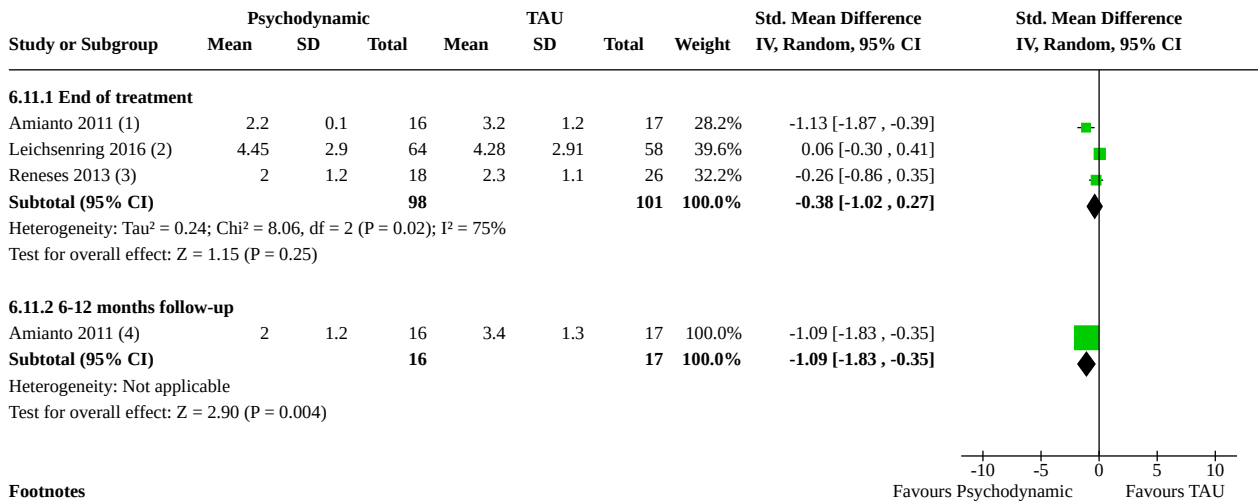 Psychodynamic TAU Std. Mean Difference Std. Mean Difference
Study or Subgroup Mean SD Total Mean SD Total Weight IV, Random, 95% CI IV, Random, 95% CI
6.11.1 End of treatment
Amianto 2011 (1) 2.2 0.1 16 3.2 1.2 17 28.2% -1.13 [-1.87 , -0.39]
Leichsenring 2016 (2) 4.45 2.9 64 4.28 2.91 58 39.6% 0.06 [-0.30 , 0.41]
Reneses 2013 (3) 2 1.2 18 2.3 1.1 26 32.2% -0.26 [-0.86 , 0.35]
Subtotal (95% CI) 98 101 100.0% -0.38 [-1.02 , 0.27]
Heterogeneity: Tau² = 0.24; Chi² = 8.06, df = 2 (P = 0.02); I² = 75%
Test for overall effect: Z = 1.15 (P = 0.25)
6.11.2 6-12 months follow-up
Amianto 2011 (4) 2 1.2 16 3.4 1.3 17 100.0% -1.09 [-1.83 , -0.35]
Subtotal (95% CI) 16 17 100.0% -1.09 [-1.83 , -0.35]
Heterogeneity: Not applicable
Test for overall effect: Z = 2.90 (P = 0.004)
-10 -5 0 5 10
Footnotes Favours Psychodynamic Favours TAU